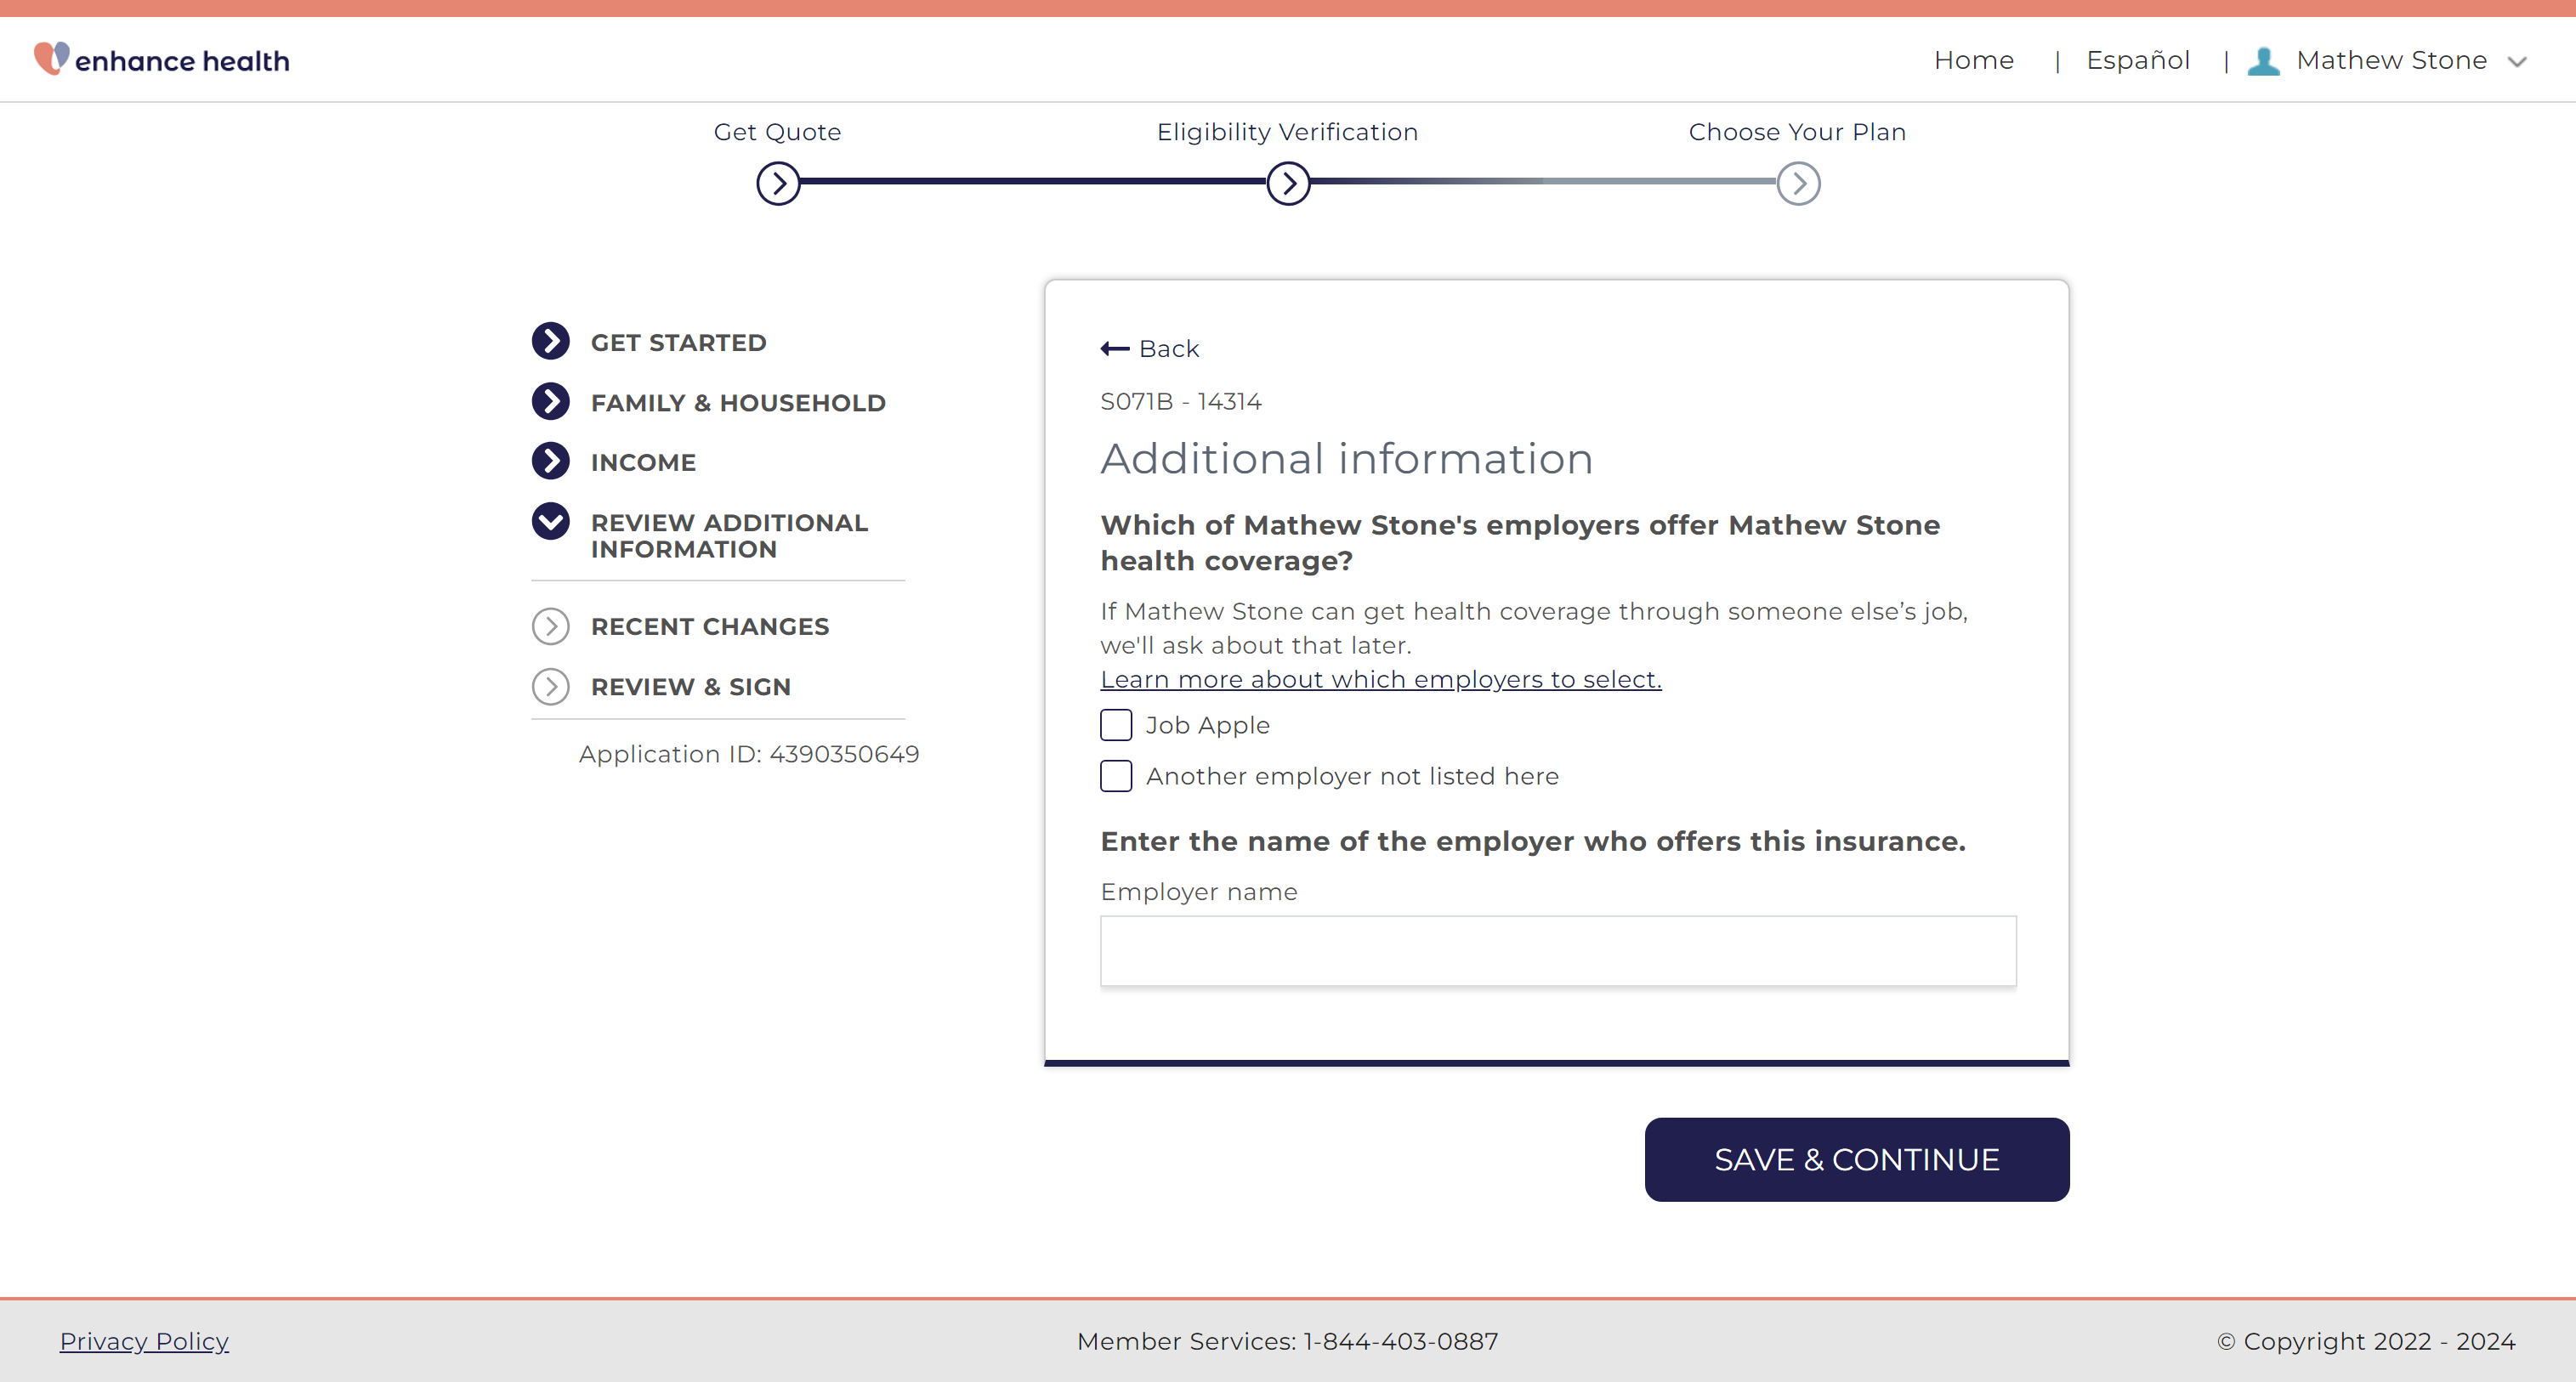 enhance health
Home | Español | Mathew Stone
Get Quote
Eligibility Verification
Choose Your Plan
GET STARTED
FAMILY & HOUSEHOLD
INCOME
REVIEW ADDITIONAL
INFORMATION
RECENT CHANGES
REVIEW & SIGN
Application ID: 4390350649
Back
S071B - 14314
Additional information
Which of Mathew Stone's employers offer Mathew Stone
health coverage?
If Mathew Stone can get health coverage through someone else’s job,
we'll ask about that later.
Learn more about which employers to select.
Job Apple
Another employer not listed here
Enter the name of the employer who offers this insurance.
Employer name
SAVE & CONTINUE
Privacy Policy
Member Services: 1-844-403-0887
© Copyright 2022 - 2024